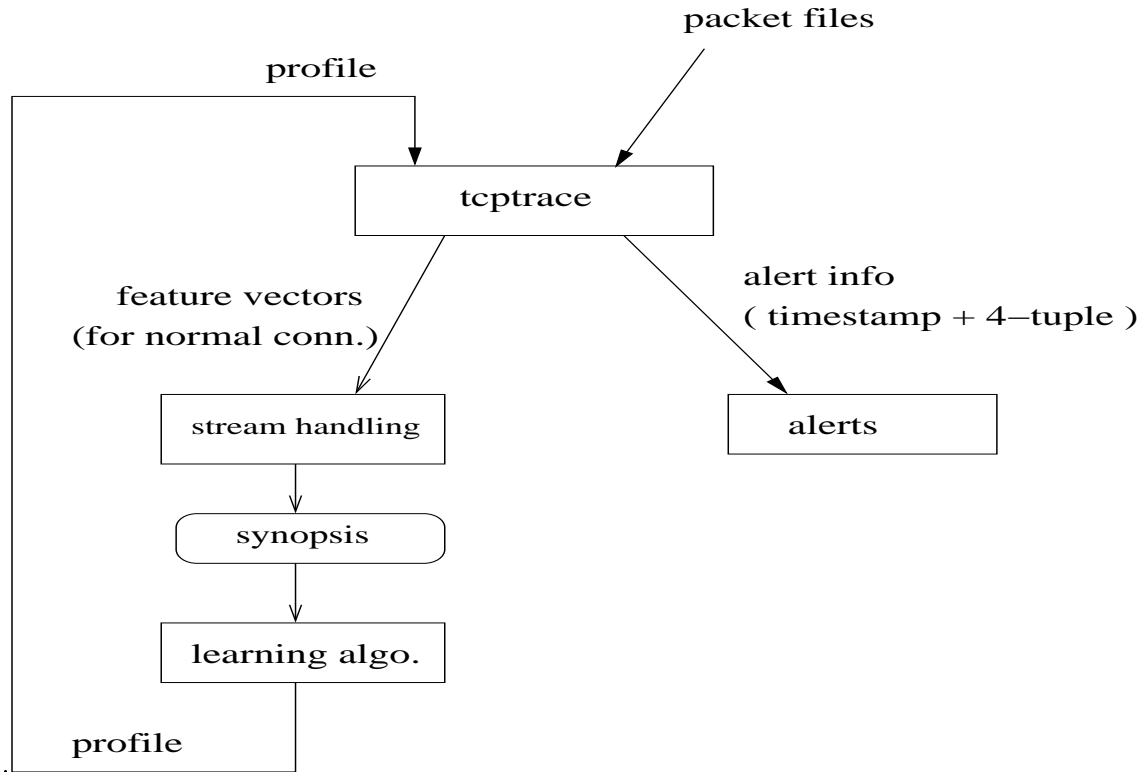 packet files
profile
tcptrace
feature vectors
(for normal conn.)
alert info
( timestamp + 4−tuple )
stream handling
alerts
synopsis
learning algo.
profile
.